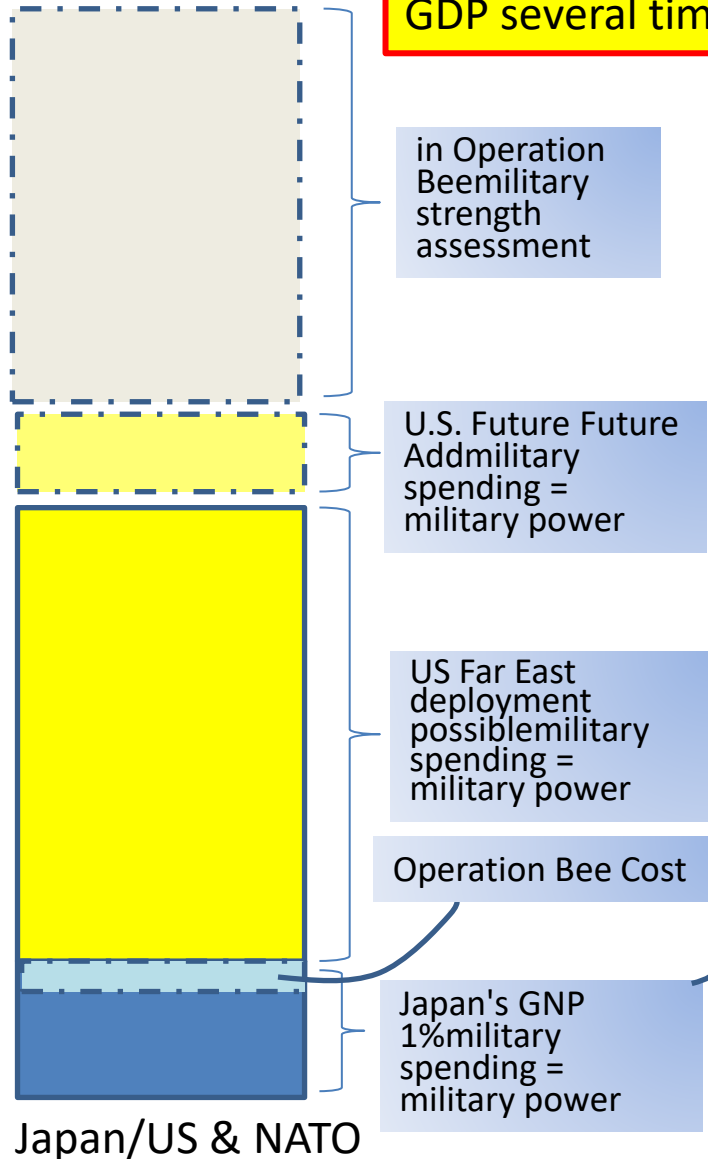 GDP several tim
in Operation
Beemilitary
strength
assessment
U.S. Future Future
Addmilitary
spending =
military power
US Far East
deployment
possiblemilitary
spending =
military power
Operation Bee Cost
Japan's GNP
1%military
spending =
military power
Japan/US & NATO